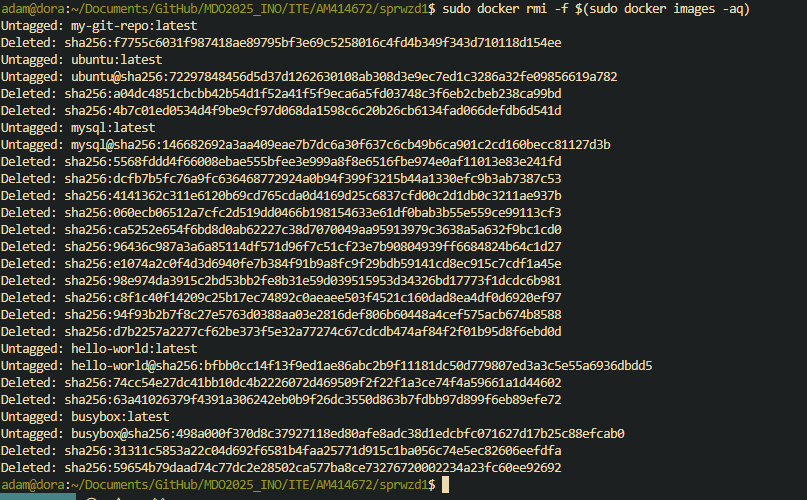 adam@dora:~/Documents/GitHub/MDO2025_INO/ITE/AM414672/sprwzd1$ sudo docker rmi -f $(sudo docker images -aq)
Untagged: my-git-repo:latest
Deleted: sha256:f7755c6031f987418ae89795bf3e69c5258016c4fd4b349f343d710118d154ee
Untagged: ubuntu:latest
Untagged: ubuntu@sha256:72297848456d5d37d1262630108ab308d3e9ec7ed1c3286a32fe09856619a782
Deleted: sha256:a04dc4851cbcbb42b54d1f52a41f5f9eca6a5fd03748c3f6eb2cbeb238ca99bd
Deleted: sha256:4b7c01ed0534d4f9be9cf97d068da1598c6c20b26cb6134fad066defdb6d541d
Untagged: mysql:latest
Untagged: mysql@sha256:146682692a3aa409eae7b7dc6a30f637c6cb49b6ca901c2cd160becc81127d3b
Deleted: sha256:5568fddd4f66008ebae555bfee3e999a8f8e6516fbe974e0af11013e83e241fd
Deleted: sha256:dcfb7b5fc76a9fc636468772924a0b94f399f3215b44a1330efc9b3ab7387c53
Deleted: sha256:4141362c311e6120b69cd765cda0d4169d25c6837cfd00c2d1db0c3211ae937b
Deleted: sha256:060ecb06512a7cfc2d519dd0466b198154633e61df0bab3b55e559ce99113cf3
Deleted: sha256:ca5252e654f6bd8d0ab62227c38d7070049aa95913979c3638a5a632f9bc1cd0
Deleted: sha256:96436c987a3a6a85114df571d96f7c51cf23e7b90804939ff6684824b64c1d27
Deleted: sha256:e1074a2c0f4d3d6940fe7b384f91b9a8fc9f29bdb59141cd8ec915c7cdf1a45e
Deleted: sha256:98e974da3915c2bd53bb2fe8b31e59d039515953d34326bd17773f1dcdc6b981
Deleted: sha256:c8f1c40f14209c25b17ec74892c0aeaee503f4521c160dad8ea4df0d6920ef97
Deleted: sha256:94f93b2b7f8c27e5763d0388aa03e2816def806b60448a4cef575acb674b8588
Deleted: sha256:d7b2257a2277cf62be373f5e32a77274c67cdcdb474af84f2f01b95d8f6ebd0d
Untagged: hello-world:latest
Untagged: hello-world@sha256:bfbb0cc14f13f9ed1ae86abc2b9f11181dc50d779807ed3a3c5e55a6936dbdd5
Deleted: sha256:74cc54e27dc41bb10dc4b2226072d469509f2f22f1a3ce74f4a59661a1d44602
Deleted: sha256:63a41026379f4391a306242eb0b9f26dc3550d863b7fdbb97d899f6eb89efe72
Untagged: busybox:latest
Untagged: busybox@sha256:498a000f370d8c37927118ed80afe8adc38d1edcbfc071627d17b25c88efcab0
Deleted: sha256:31311c5853a22c04d692f6581b4faa25771d915c1ba056c74e5ec82606eefdfa
Deleted: sha256:59654b79daad74c77dc2e28502ca577ba8ce73276720002234a23fc60ee92692
adam@dora:~/Documents/GitHub/MDO2025_INO/ITE/AM414672/sprwzd1$